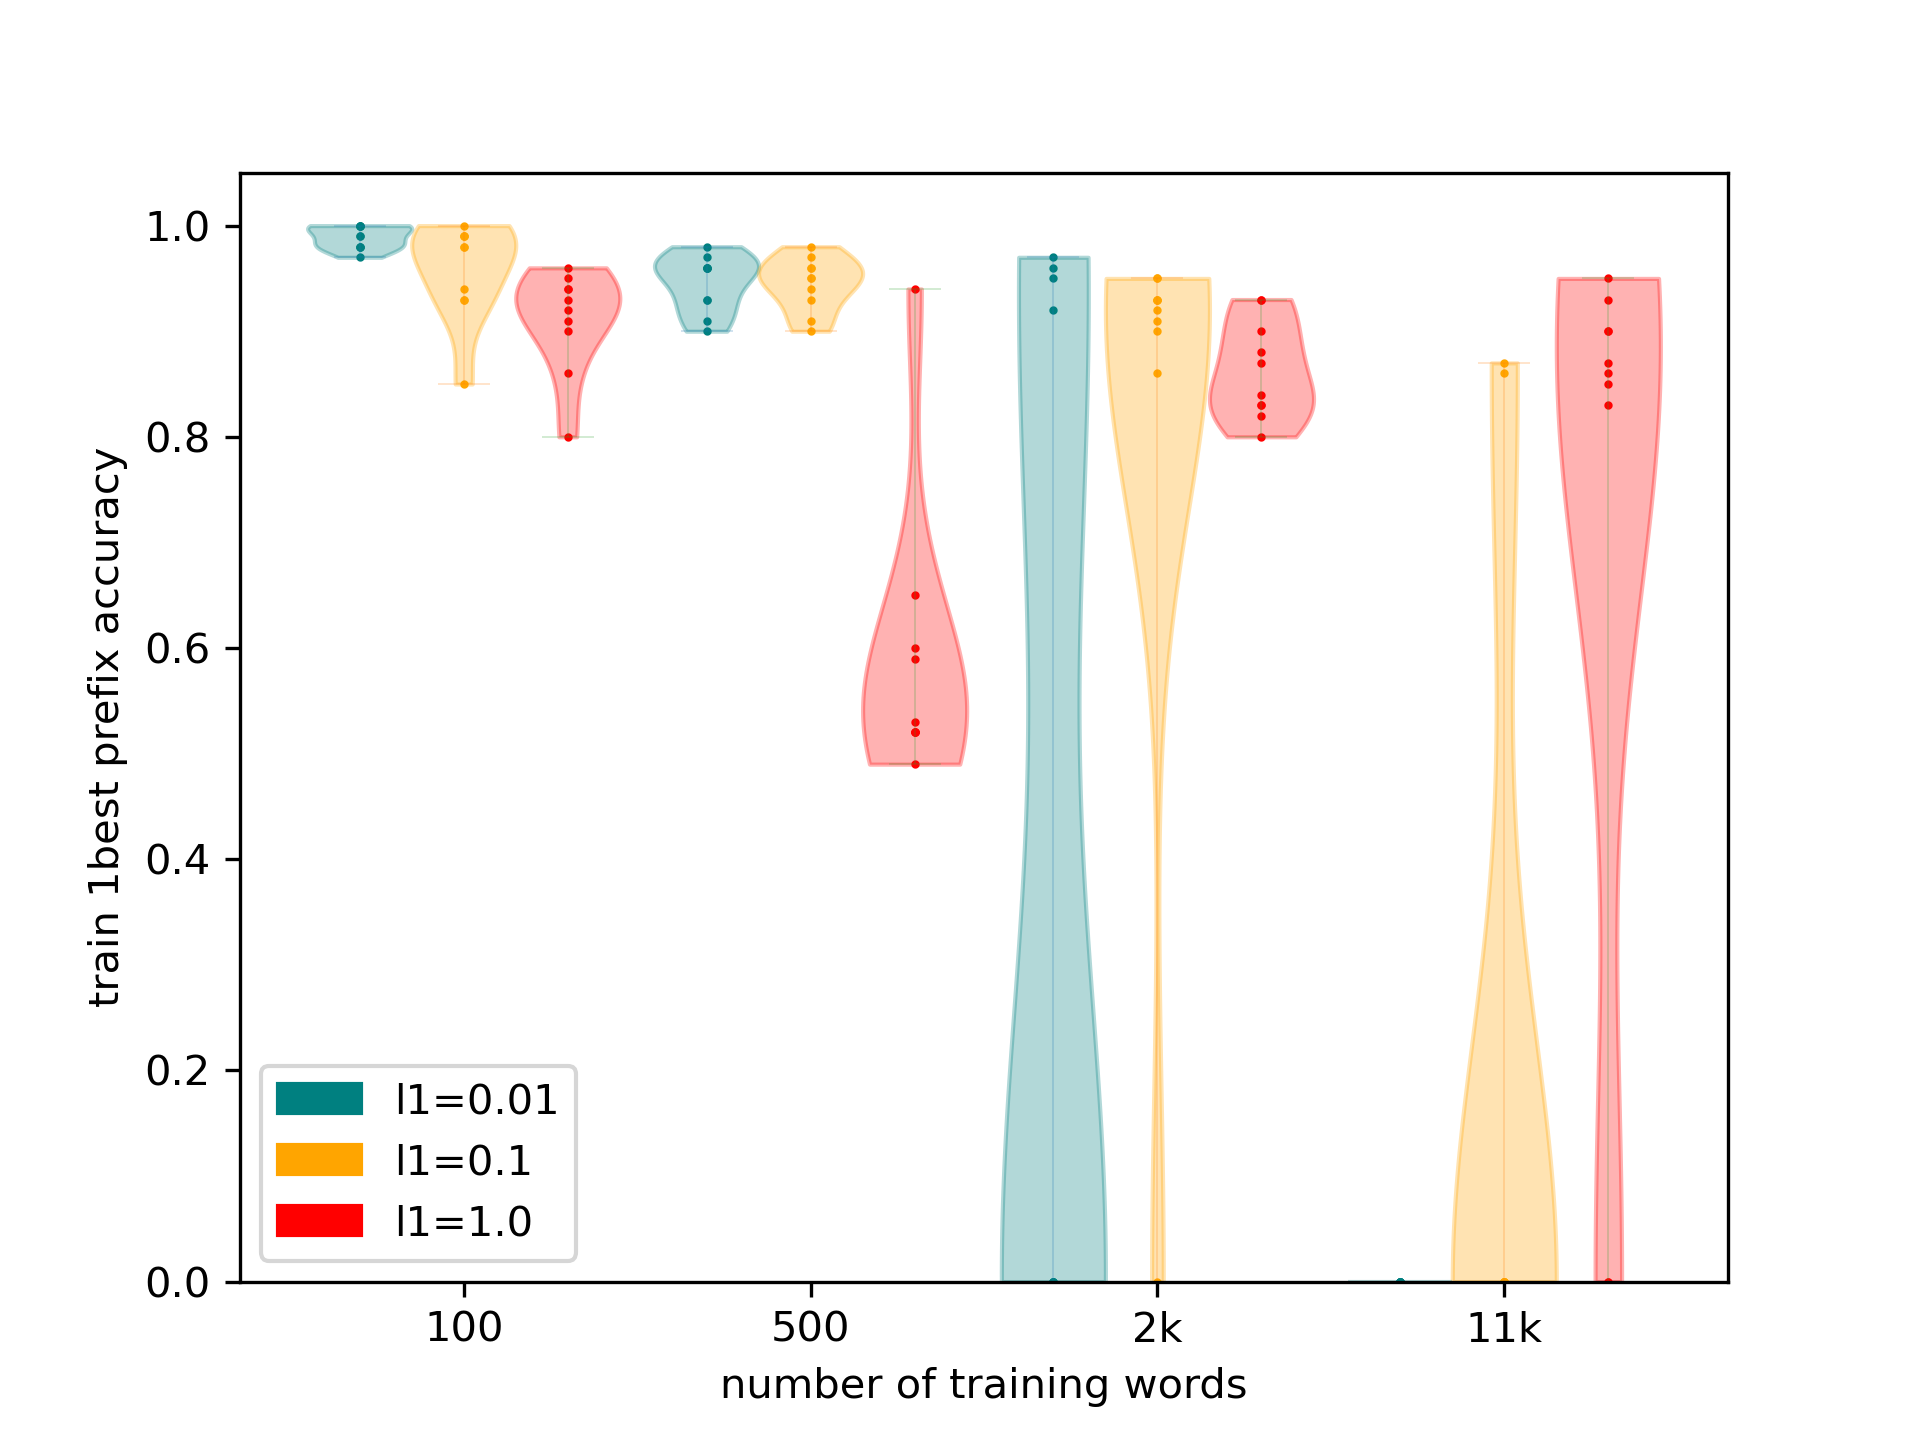 train 1best prefix accuracy
1.0
0.8
0.6
0.4
0.2
0.0
l1=0.01
l1=0.1
l1=1.0
100 500 2k 11k
number of training words